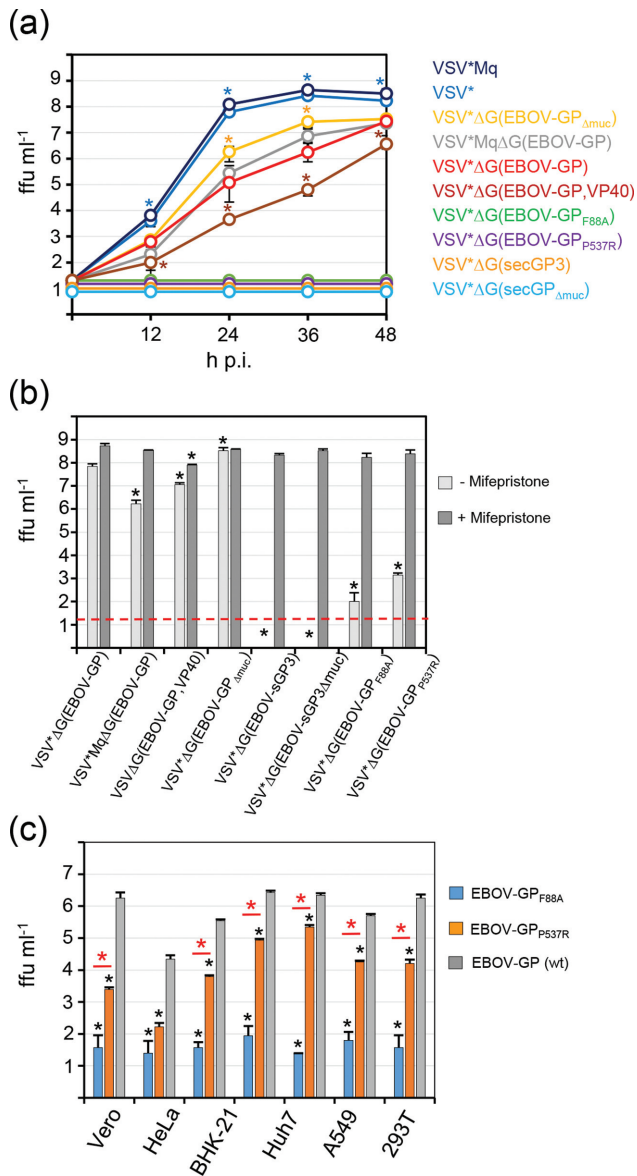 (a)
9
8
7
6
5
4
3
2
1
ffu ml⁻¹
12
24
36
48
h p.i.
*
*
*
*
*
*
*
*
*
*
*
VSV*Mq
VSV*
VSV*ΔG(EBOV-GPΔmuc)
VSV*MqΔG(EBOV-GP)
VSV*ΔG(EBOV-GP)
VSV*ΔG(EBOV-GP,VP40)
VSV*ΔG(EBOV-GPF88A)
VSV*ΔG(EBOV-GPP537R)
VSV*ΔG(secGP3)
VSV*ΔG(secGPΔmuc)
(b)
9
8
7
6
5
4
3
2
1
ffu ml⁻¹
* * * * * * * *
- Mifepristone
+ Mifepristone
VSV*ΔG(EBOV-GP)
VSV*MqΔG(EBOV-GP)
VSVΔG(EBOV-GP,VP40)
VSV*ΔG(EBOV-GPΔmuc)
VSV*ΔG(EBOV-sGP3)
VSV*ΔG(EBOV-sGP3Δmuc)
VSV*ΔG(EBOV-GPF88A)
VSV*ΔG(EBOV-GPP537R)
(c)
7
6
5
4
3
2
1
ffu ml⁻¹
* * * * * *
* * * * * * *
* * * * * * *
EBOV-GPF88A
EBOV-GPP537R
EBOV-GP (wt)
Vero
HeLa
BHK-21
Huh7
A549
293T